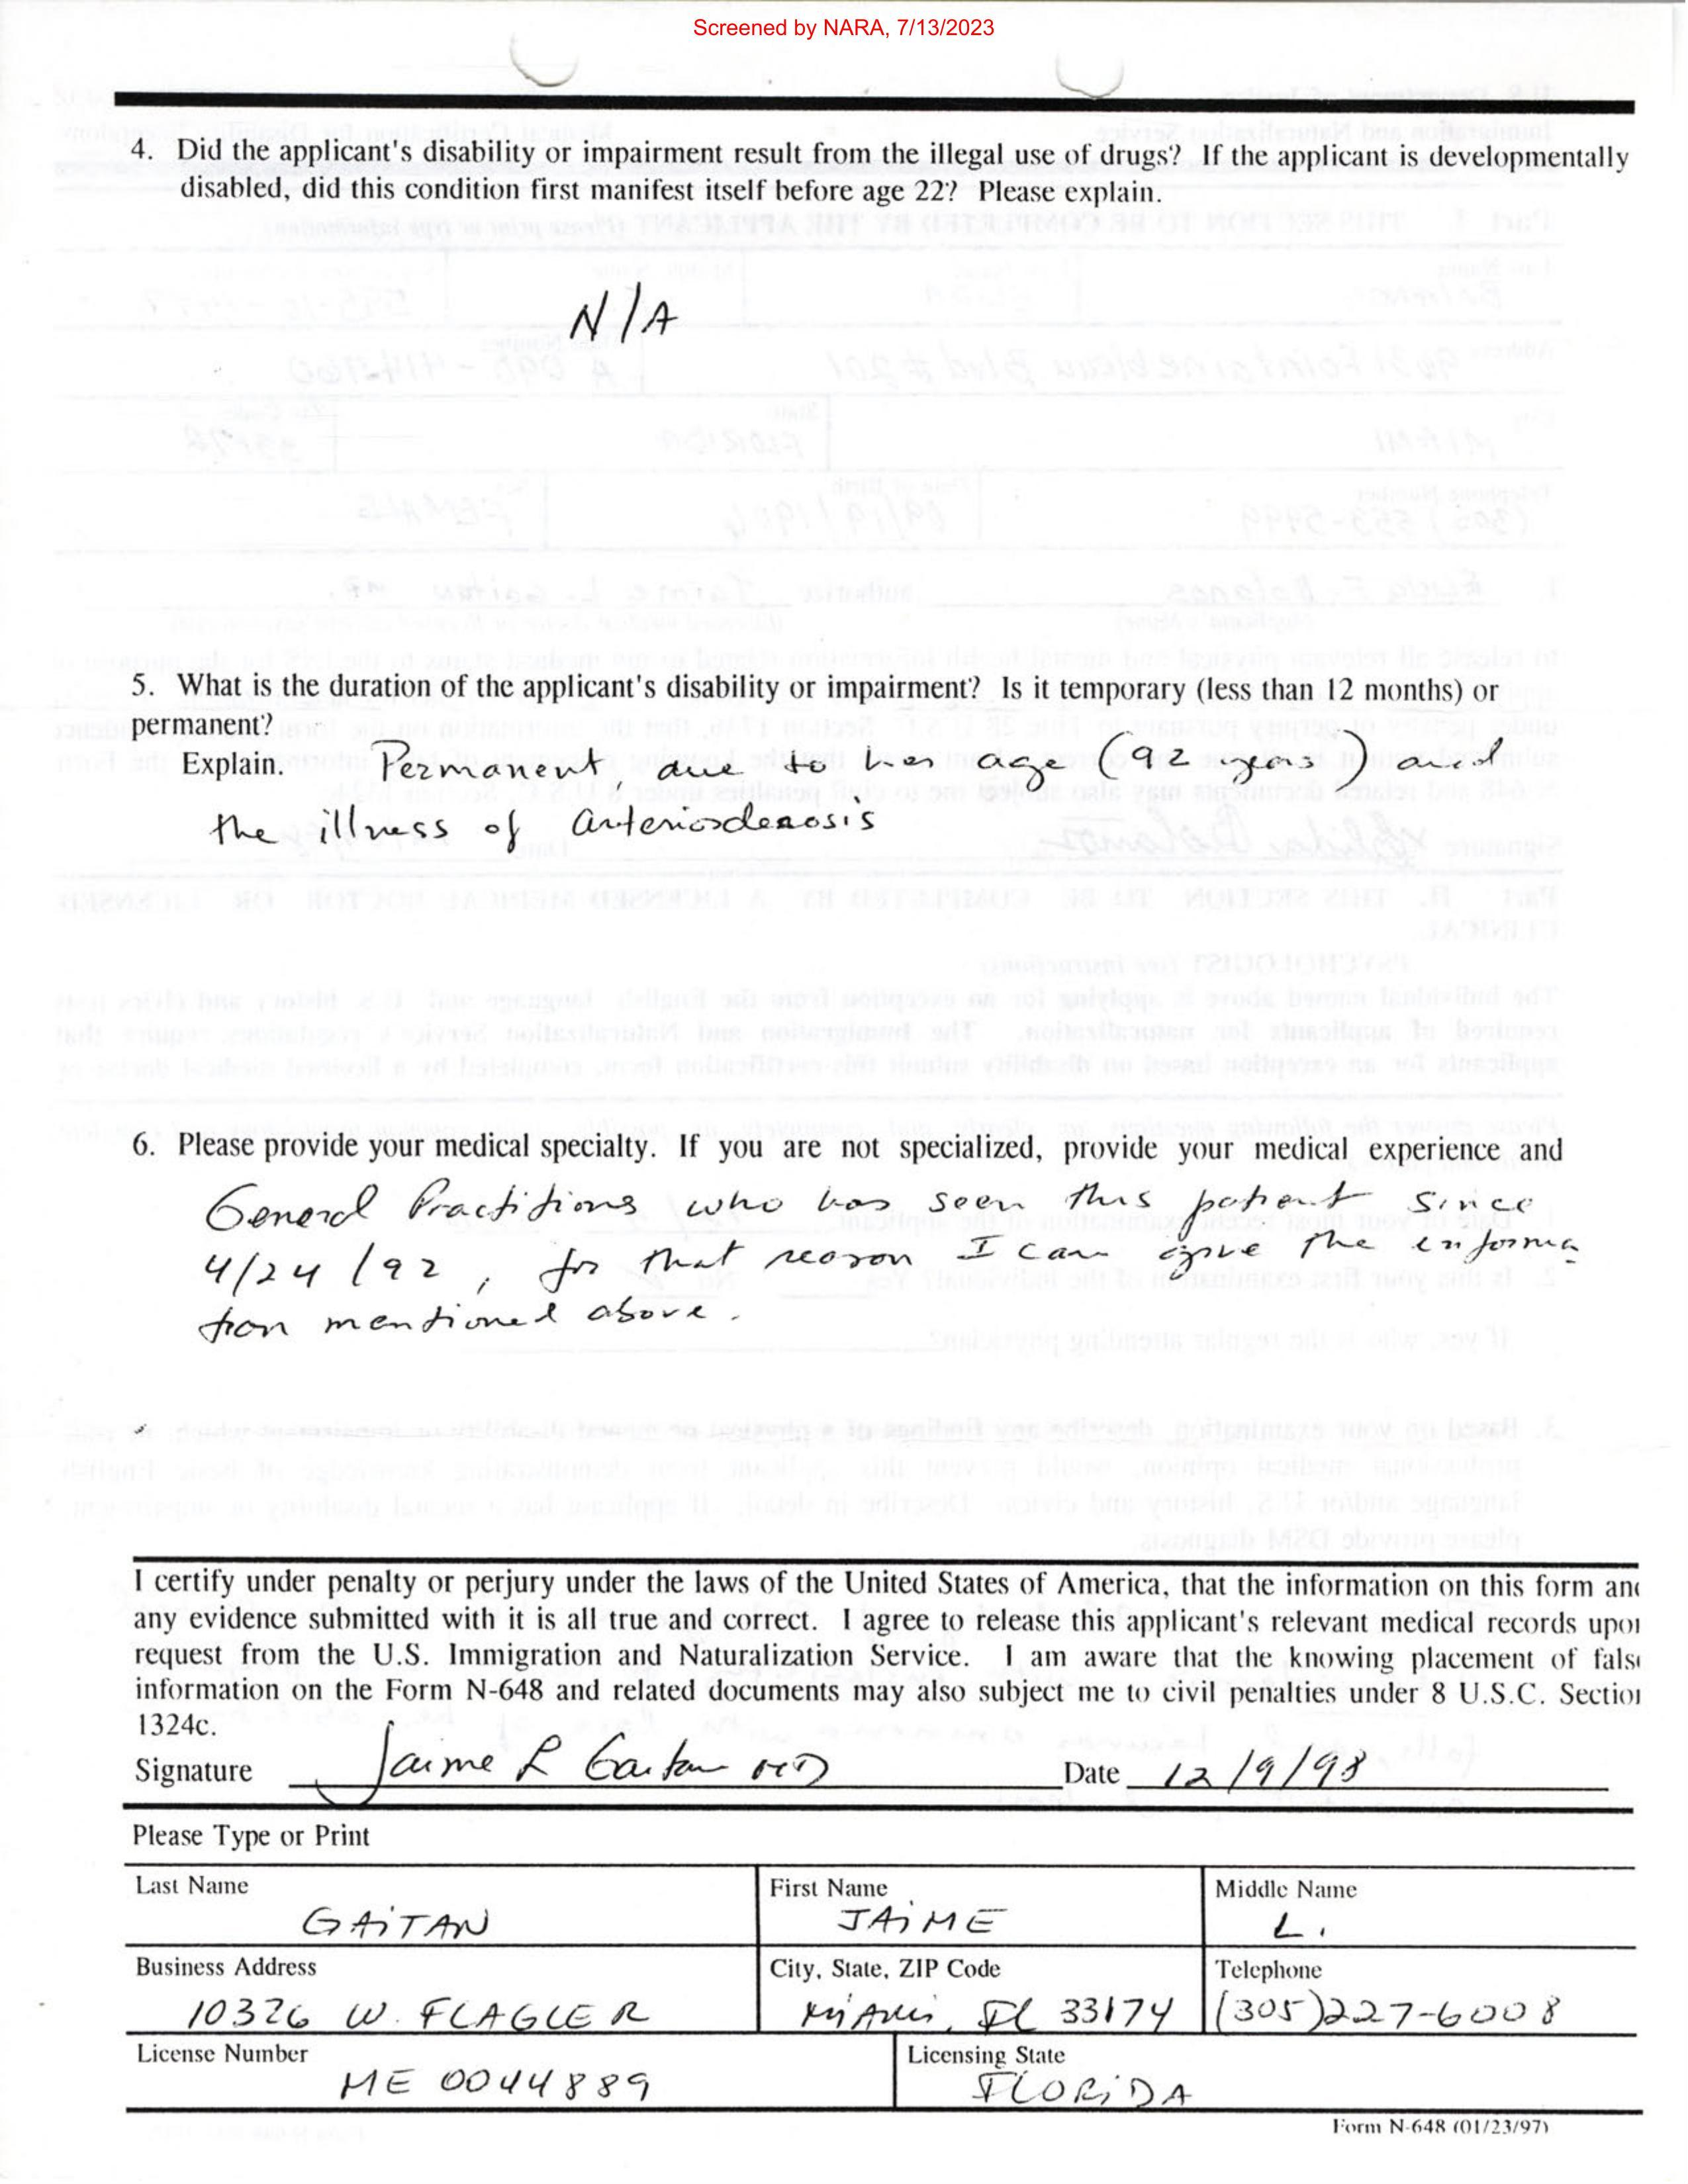 Screened by NARA, 7/13/2023
4. Did the applicant's disability or impairment result from the illegal use of drugs? If the applicant is developmentally
disabled, did this condition first manifest itself before age 22? Please explain.
N/A
5. What is the duration of the applicant's disability or impairment? Is it temporary (less than 12 months) or
permanent?
Explain. Permanent, due to her age (92 years) and
the illness of
6. Please provide your medical specialty. If you are not specialized, provide your medical experience and
General who has seen this patient since
4/24/92, for that reason I can give the informa
tion mentioned above.
I certify under penalty or perjury under the laws of the United States of America, that the information on this form an
any evidence submitted with it is all true and correct. I agree to release this applicant's relevant medical records upo
request from the U.S. Immigration and Naturalization Service. I am aware that the knowing placement of fals
information on the Form N-648 and related documents may also subject me to civil penalties under 8 U.S.C. Sectio
1324c.
Signature Jaime L Gaitan MD Date 12/9/98
Please Type or Print
Last Name First Name Middle Name
GAiTAN JAiME L.
Business Address City, State, ZIP Code Telephone
10326 W. FLAGLER MiAMi, FL 33174 (305)227-6008
License Number Licensing State
ME 0044889 FLORiDA
Form N-648 (01/23/97)